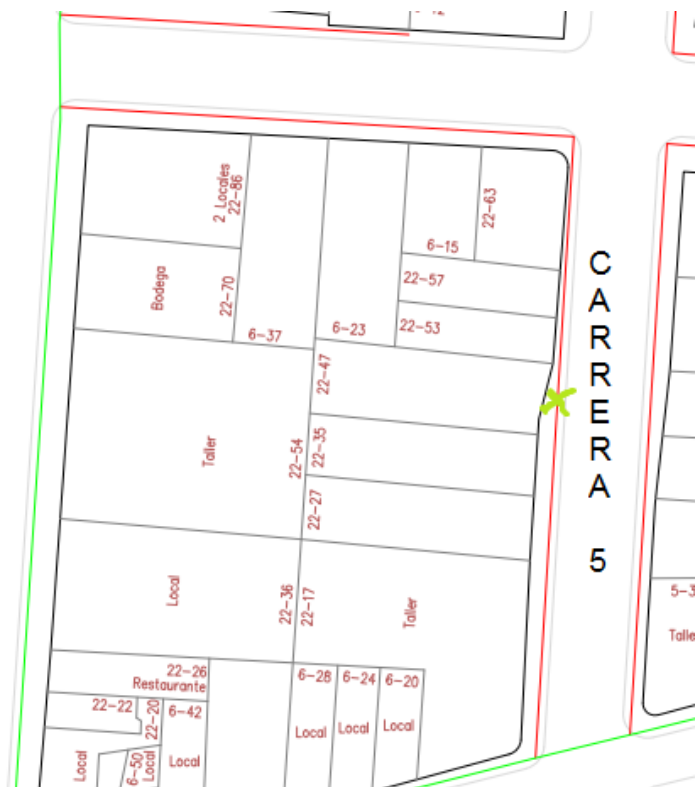 2 Locales
22-86
22-63
6-15
Bodega
22-70
22-57
6-37
6-23
22-53
22-47
Taller
22-54
22-35
22-27
Local
22-36
22-17
Taller
22-26
Restaurante
22-22
22-20
6-42
6-28
6-24
6-20
Local
Local
Local
Local
6-50
Local
Local
CARRERA 5